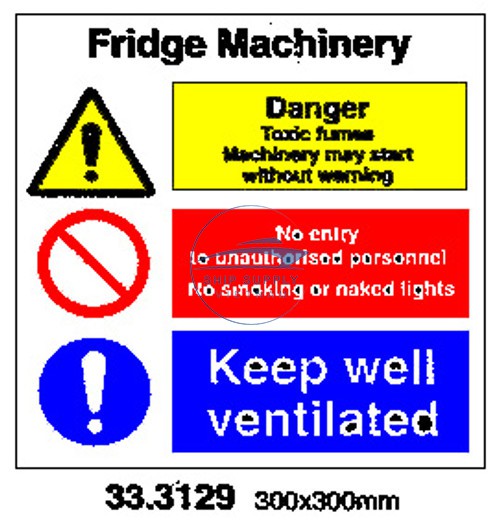 Fridge Machinery
Danger
Toxic fumes
Machinery may start
without warning
No entry
to unauthorised personnel
No smoking or naked lights
Keep well
ventilated
33.3129 300x300mm